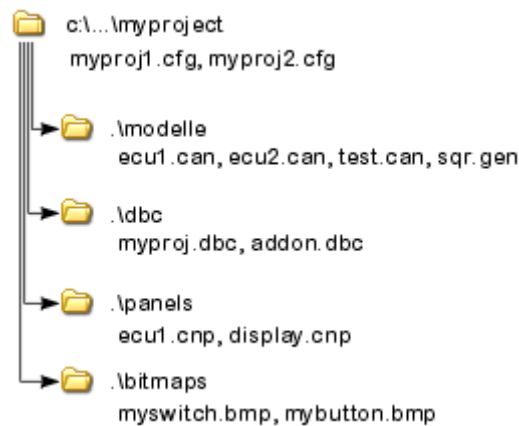 c:\...\myproject
myproj1.cfg, myproj2.cfg
.\modelle
ecu1.can, ecu2.can, test.can, sqr.gen
.\dbc
myproj.dbc, addon.dbc
.\panels
ecu1.cnp, display.cnp
.\bitmaps
myswitch.bmp, mybutton.bmp